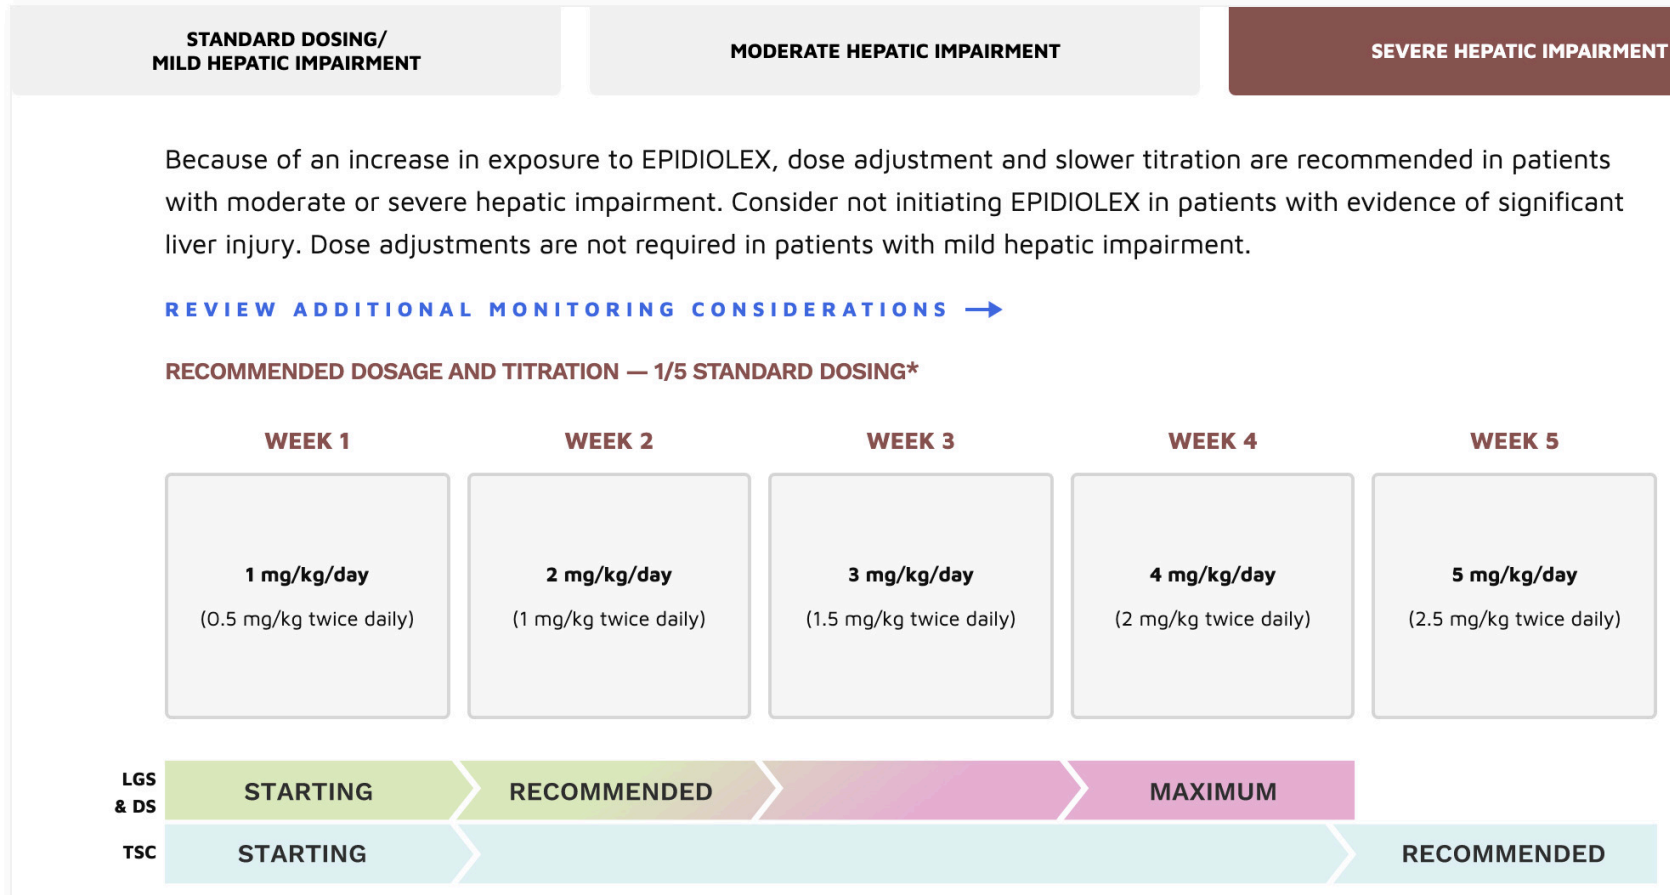 STANDARD DOSING/
MILD HEPATIC IMPAIRMENT
MODERATE HEPATIC IMPAIRMENT
SEVERE HEPATIC IMPAIRMENT
Because of an increase in exposure to EPIDIOLEX, dose adjustment and slower titration are recommended in patients
with moderate or severe hepatic impairment. Consider not initiating EPIDIOLEX in patients with evidence of significant
liver injury. Dose adjustments are not required in patients with mild hepatic impairment.
REVIEW ADDITIONAL MONITORING CONSIDERATIONS →
RECOMMENDED DOSAGE AND TITRATION — 1/5 STANDARD DOSING*
WEEK 1
WEEK 2
WEEK 3
WEEK 4
WEEK 5
1 mg/kg/day
(0.5 mg/kg twice daily)
2 mg/kg/day
(1 mg/kg twice daily)
3 mg/kg/day
(1.5 mg/kg twice daily)
4 mg/kg/day
(2 mg/kg twice daily)
5 mg/kg/day
(2.5 mg/kg twice daily)
LGS
& DS
STARTING
RECOMMENDED
MAXIMUM
TSC
STARTING
RECOMMENDED